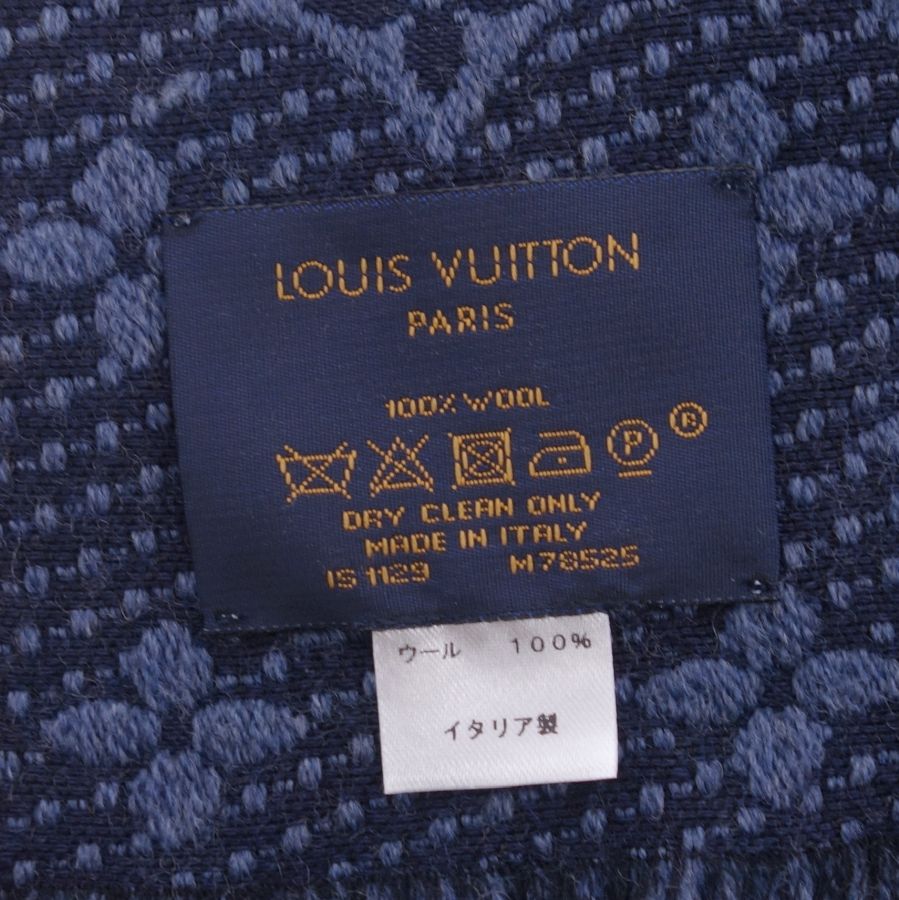 LOUIS VUITTON
PARIS
100% WOOL
P
R
DRY CLEAN ONLY
MADE IN ITALY
IS 1129 M78525
ウール 100%
イタリア製